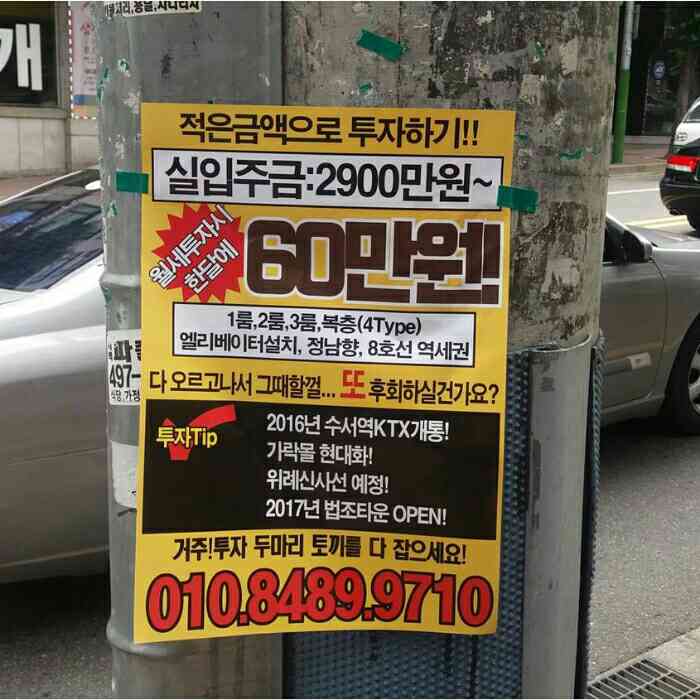 개
적은금액으로 투자하기!!
실입주금:2900만원~
월세투자시
한달에
60만원!
1룸,2룸,3룸,복층(4Type)
엘리베이터설치, 정남향, 8호선 역세권
다 오르고나서 그때할껄... 또 후회하실건가요?
투자Tip
2016년 수서역KTX개통!
가락몰 현대화!
위례신사선 예정!
2017년 법조타운 OPEN!
거주!투자 두마리 토끼를 다 잡으세요!
010.8489.9710
497-
식당,가정